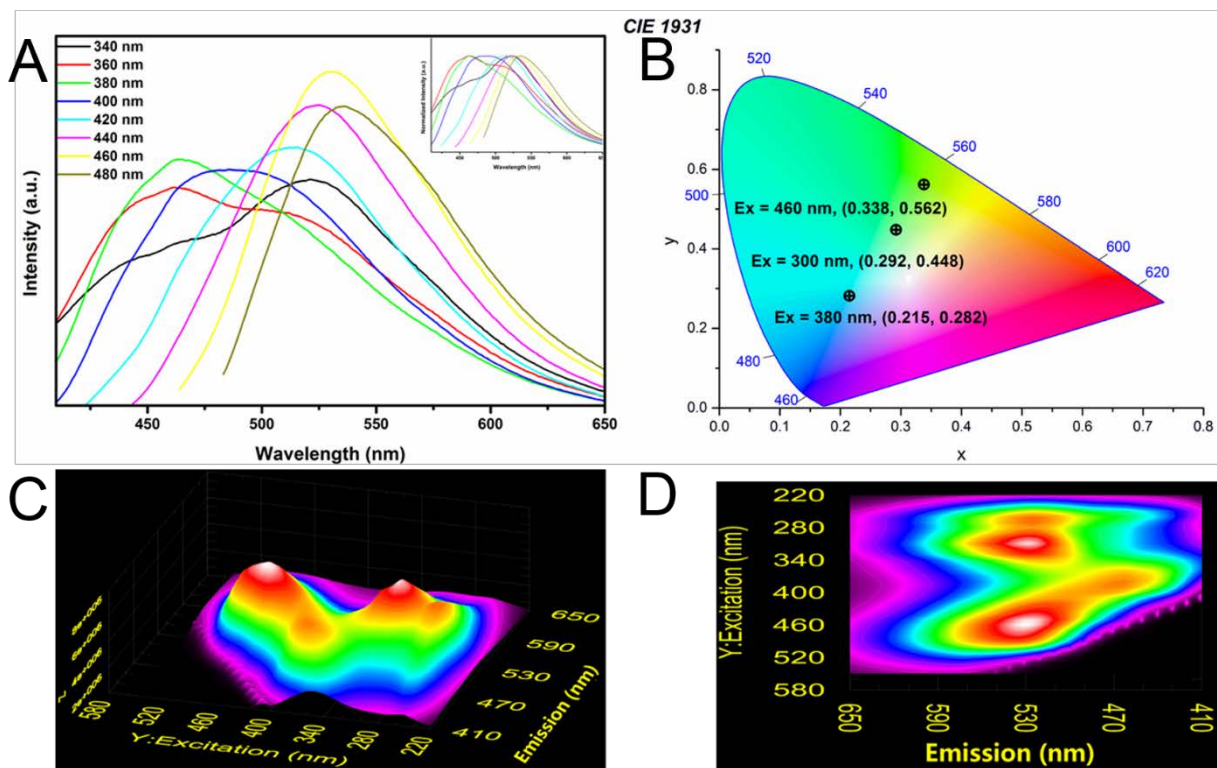 A
340 nm
360 nm
380 nm
400 nm
420 nm
440 nm
460 nm
480 nm
Intensity (a.u.)
450 500 550 600 650
Wavelength (nm)
Normalized Intensity (a.u.)
450 500 550 600 650
Wavelength (nm)
CIE 1931
B
y
0.8
0.6
0.4
0.2
0.0
0.0 0.1 0.2 0.3 0.4 0.5 0.6 0.7 0.8
x
520
540
560
500
580
600
620
480
460
Ex = 460 nm, (0.338, 0.562)
Ex = 300 nm, (0.292, 0.448)
Ex = 380 nm, (0.215, 0.282)
C
580 520 460 400 340 280 220
Y:Excitation (nm)
650
590
530
470
410
Emission (nm)
D
220
280
340
400
460
520
580
Y:Excitation (nm)
650 590 530 470 410
Emission (nm)